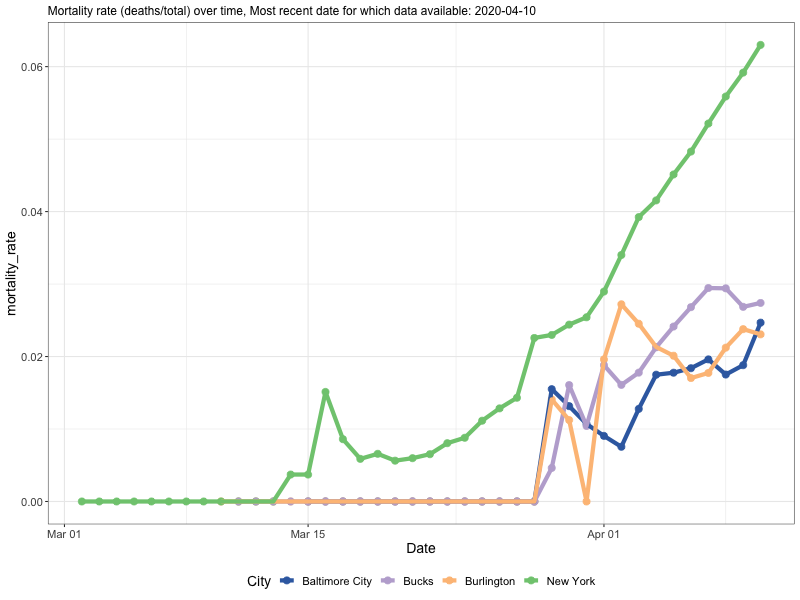 Mortality rate (deaths/total) over time, Most recent date for which data available: 2020-04-10
0.06
0.04
0.02
0.00
mortality_rate
Mar 01
Mar 15
Apr 01
Date
City
Baltimore City
Bucks
Burlington
New York